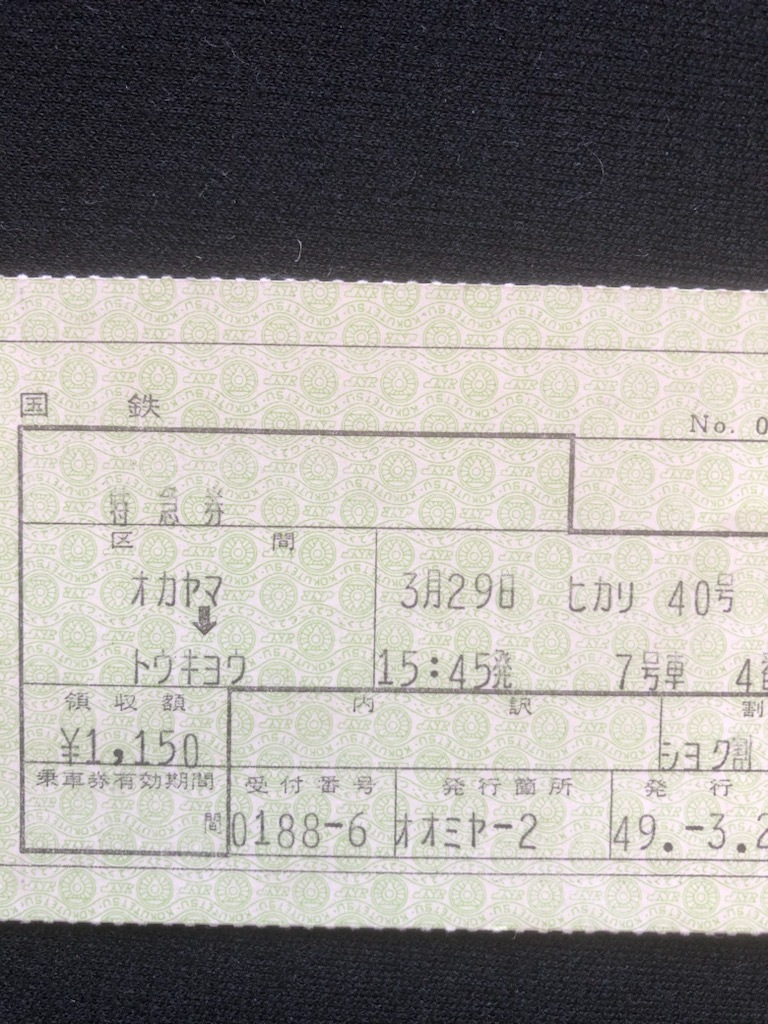 国鉄
No. 0
特急券
区間
オカヤマ
⬇
トウキヨウ
3月29日 ヒカリ 40号
15:45発 7号車 4
領収額
¥1,150
内訳
割
シヨク割
乗車券有効期間
間
受付番号
0188-6
発行箇所
オオミヤ-2
発行
49.-3.2